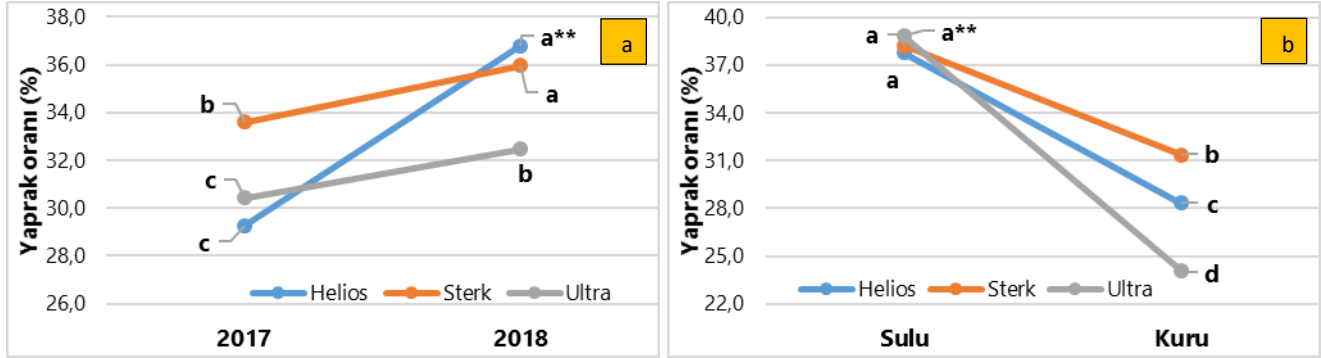 Yaprak oranı (%)
38,0
36,0
34,0
32,0
30,0
28,0
26,0
a**
a
b
a
b
c
c
Helios Sterk Ultra
2017 2018
a
Yaprak oranı (%)
40,0
37,0
34,0
31,0
28,0
25,0
22,0
a a**
a
b
c
d
Helios Sterk Ultra
Sulu Kuru
b